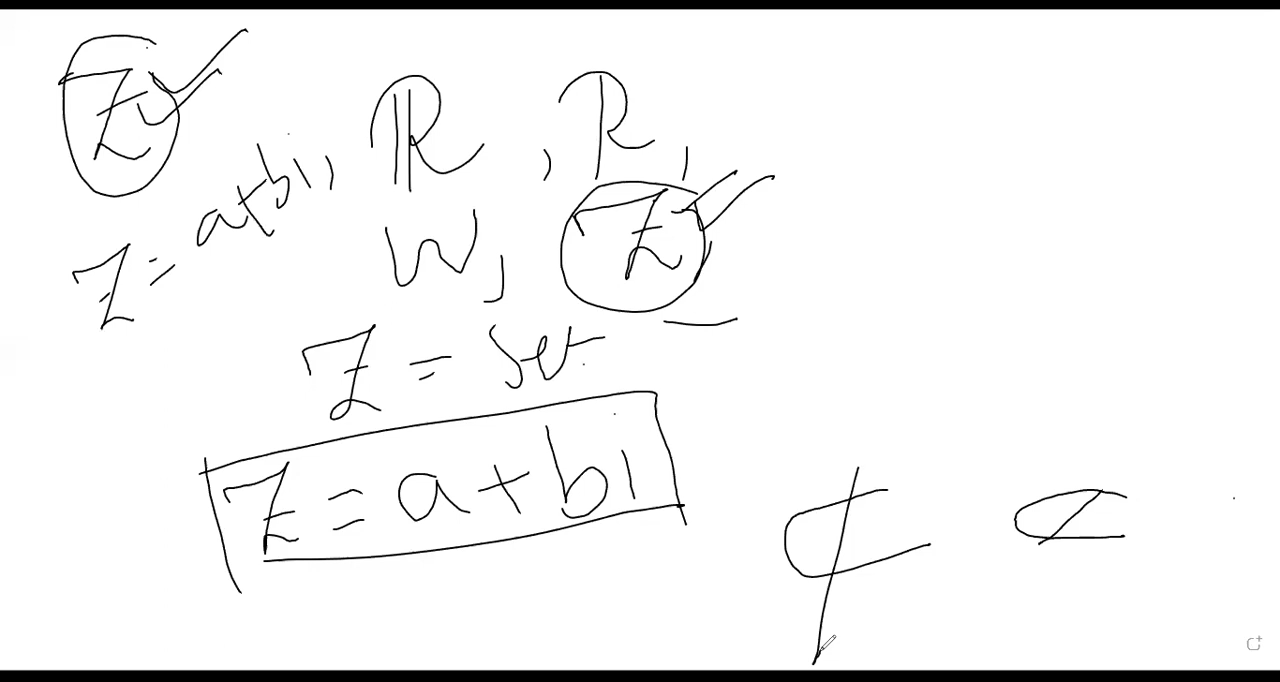 Z
Z = a+bi, ℝ, R,
W, Z
Z = set
Z = a+bi
⊄ ⊄